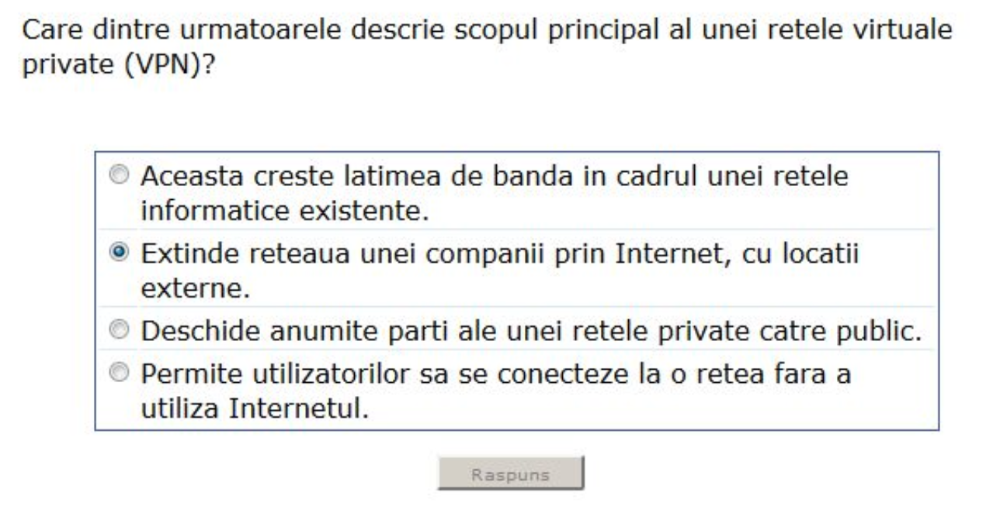 Care dintre urmatoarele descrie scopul principal al unei retele virtuale
private (VPN)?
Aceasta creste latimea de banda in cadrul unei retele
informatice existente.
Extinde reteaua unei companii prin Internet, cu locatii
externe.
Deschide anumite parti ale unei retele private catre public.
Permite utilizatorilor sa se conecteze la o retea fara a
utiliza Internetul.
Raspuns